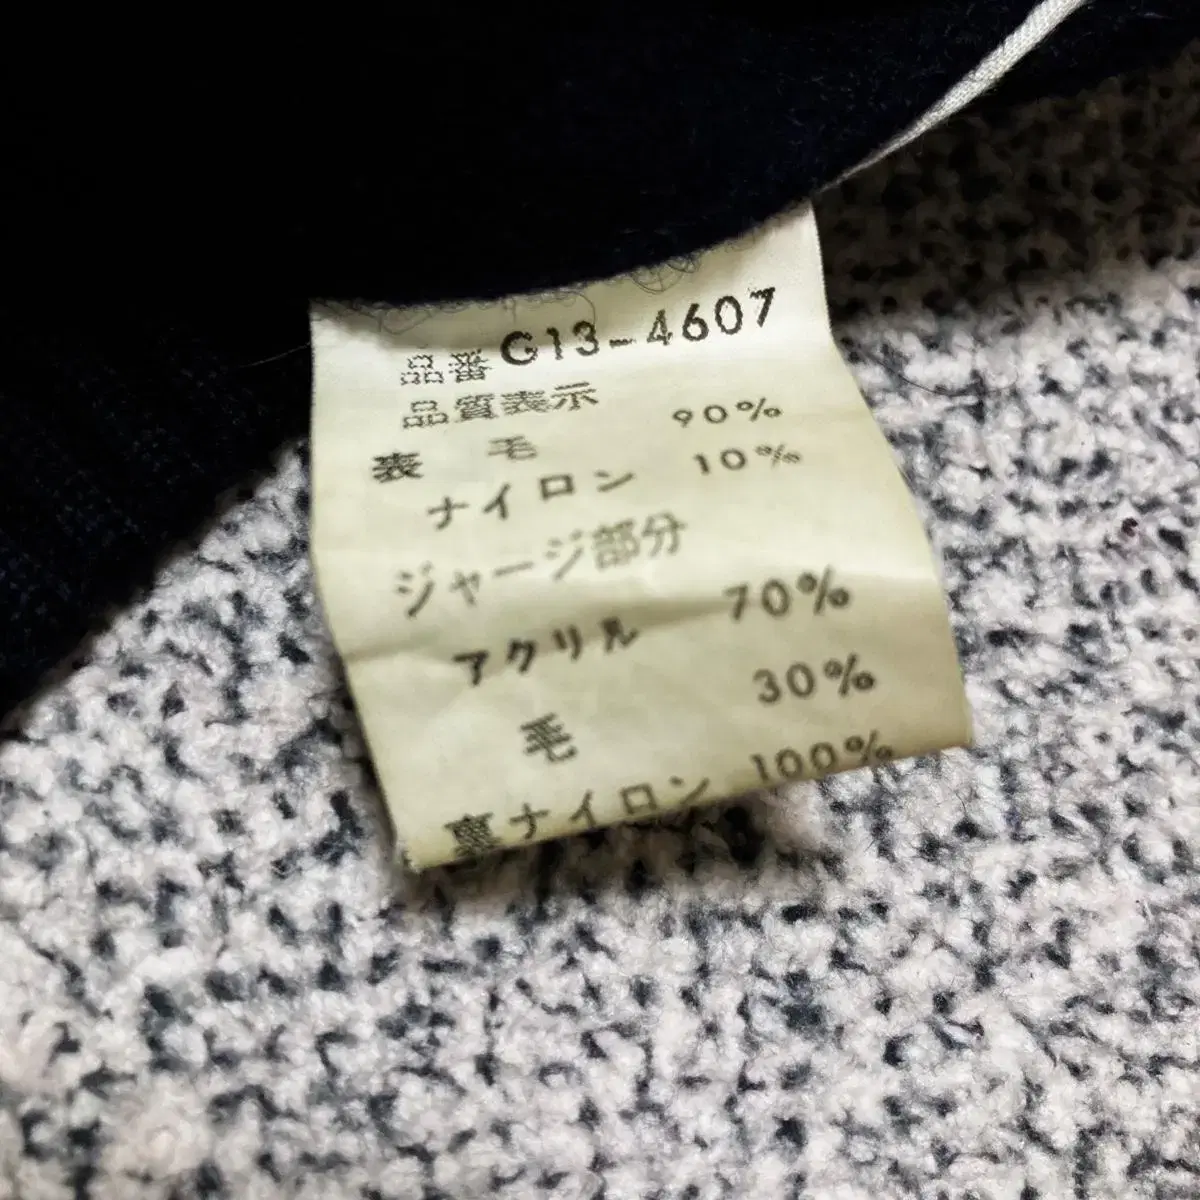 品番 G13-4607
品質表示
表 毛 90%
ナイロン 10%
ジャージ部分
アクリル 70%
毛 30%
裏ナイロン 100%